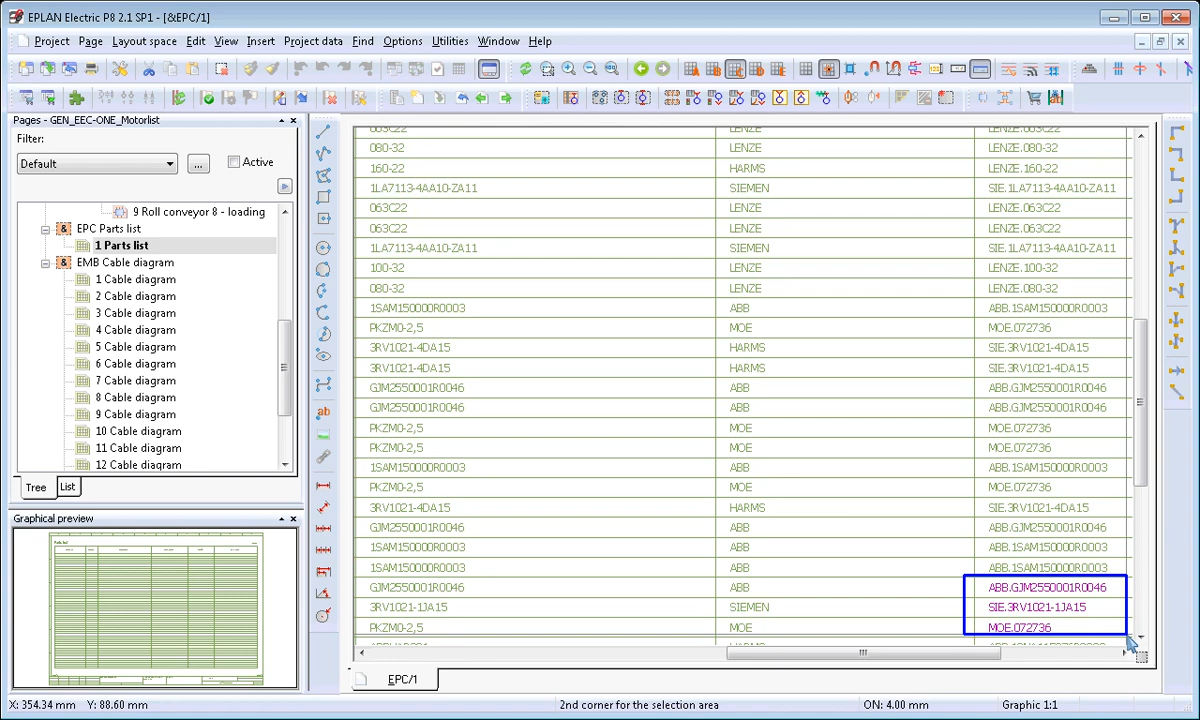 EPLAN Electric P8 2.1 SP1 - [&EPC/1]
Project Page Layout space Edit View Insert Project data Find Options Utilities Window Help
Pages - GEN_EEC-ONE_Motorlist
Filter:
Default ... Active
9 Roll conveyor 8 - loading
& EPC Parts list
1 Parts list
& EMB Cable diagram
1 Cable diagram
2 Cable diagram
3 Cable diagram
4 Cable diagram
5 Cable diagram
6 Cable diagram
7 Cable diagram
8 Cable diagram
9 Cable diagram
10 Cable diagram
11 Cable diagram
12 Cable diagram
Tree List
Graphical preview
063C22 LENZE LENZE.063C22
080-32 LENZE LENZE.080-32
160-22 HARMS LENZE.160-22
1LA7113-4AA10-ZA11 SIEMEN SIE.1LA7113-4AA10-ZA11
063C22 LENZE LENZE.063C22
063C22 LENZE LENZE.063C22
1LA7113-4AA10-ZA11 SIEMEN SIE.1LA7113-4AA10-ZA11
100-32 LENZE LENZE.100-32
080-32 LENZE LENZE.080-32
1SAM150000R0003 ABB ABB.1SAM150000R0003
PKZM0-2,5 MOE MOE.072736
3RV1021-4DA15 HARMS SIE.3RV1021-4DA15
3RV1021-4DA15 HARMS SIE.3RV1021-4DA15
GJM2550001R0046 ABB ABB.GJM2550001R0046
GJM2550001R0046 ABB ABB.GJM2550001R0046
PKZM0-2,5 MOE MOE.072736
PKZM0-2,5 MOE MOE.072736
1SAM150000R0003 ABB ABB.1SAM150000R0003
PKZM0-2,5 MOE MOE.072736
3RV1021-4DA15 HARMS SIE.3RV1021-4DA15
GJM2550001R0046 ABB ABB.GJM2550001R0046
1SAM150000R0003 ABB ABB.1SAM150000R0003
1SAM150000R0003 ABB ABB.1SAM150000R0003
GJM2550001R0046 ABB ABB.GJM2550001R0046
3RV1021-1JA15 SIEMEN SIE.3RV1021-1JA15
PKZM0-2,5 MOE MOE.072736
EPC/1
X: 354.34 mm Y: 88.60 mm 2nd corner for the selection area ON: 4.00 mm Graphic 1:1